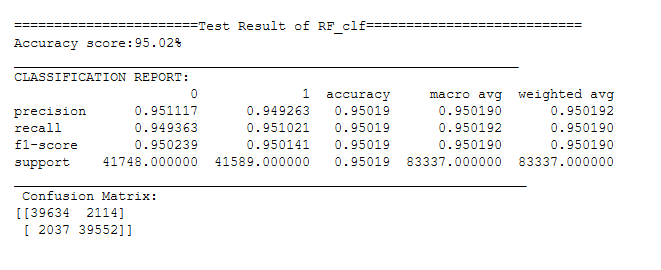 =======================Test Result of RF_clf===========================
Accuracy score:95.02%
_______________________________________________________________
CLASSIFICATION REPORT:
0 1 accuracy macro avg weighted avg
precision 0.951117 0.949263 0.95019 0.950190 0.950192
recall 0.949363 0.951021 0.95019 0.950192 0.950190
f1-score 0.950239 0.950141 0.95019 0.950190 0.950190
support 41748.000000 41589.000000 0.95019 83337.000000 83337.000000
________________________________________________________________
Confusion Matrix:
[[39634 2114]
[ 2037 39552]]